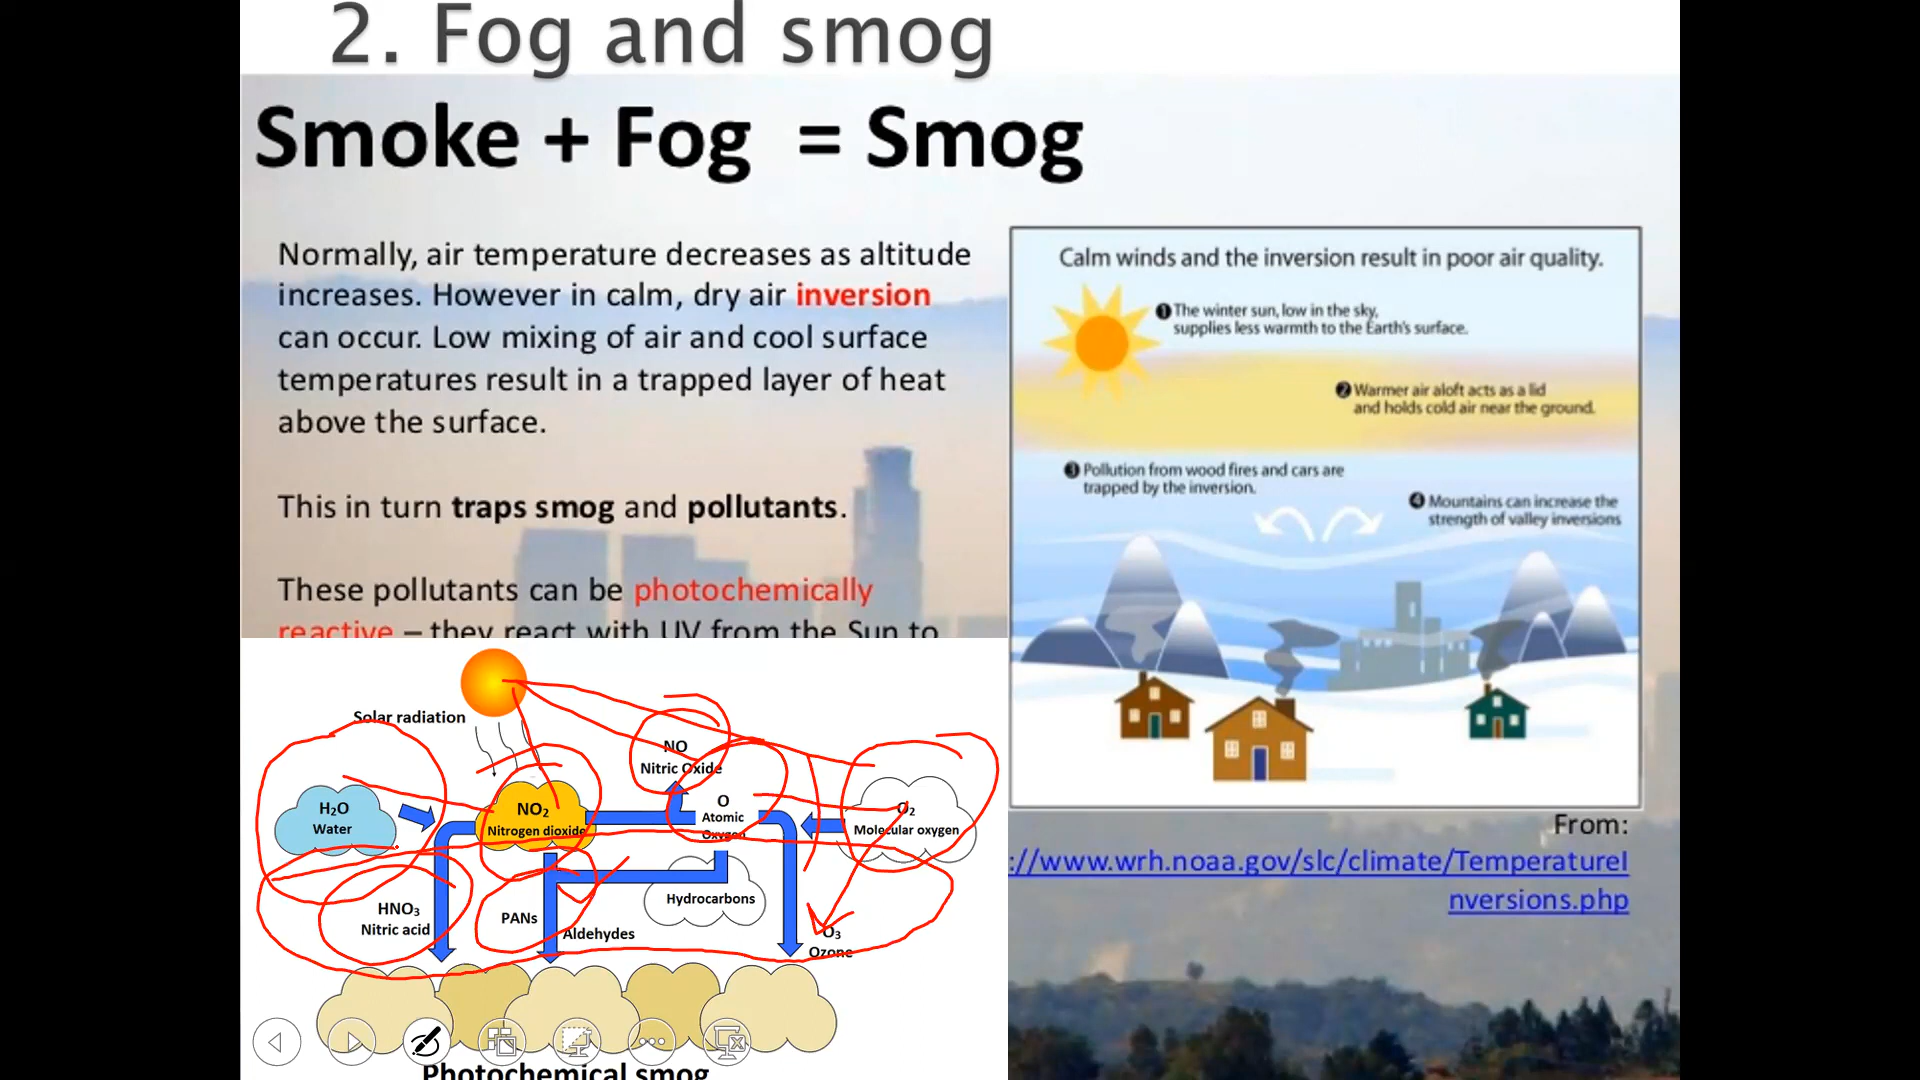 2. Fog and smog
Smoke + Fog = Smog
Normally, air temperature decreases as altitude
increases. However in calm, dry air inversion
can occur. Low mixing of air and cool surface
temperatures result in a trapped layer of heat
above the surface.
This in turn traps smog and pollutants.
These pollutants can be photochemically
reactive – they react with UV from the Sun to
Calm winds and the inversion result in poor air quality.
1 The winter sun, low in the sky,
supplies less warmth to the Earth's surface.
2 Warmer air aloft acts as a lid
and holds cold air near the ground.
3 Pollution from wood fires and cars are
trapped by the inversion.
4 Mountains can increase the
strength of valley inversions
From:
://www.wrh.noaa.gov/slc/climate/TemperatureI
nversions.php
Solar radiation
NO
Nitric Oxide
H₂O
Water
NO₂
Nitrogen dioxide
O
Atomic
Oxygen
O₂
Molecular oxygen
Hydrocarbons
HNO₃
Nitric acid
PANs
Aldehydes
O₃
Ozone
Photochemical smog